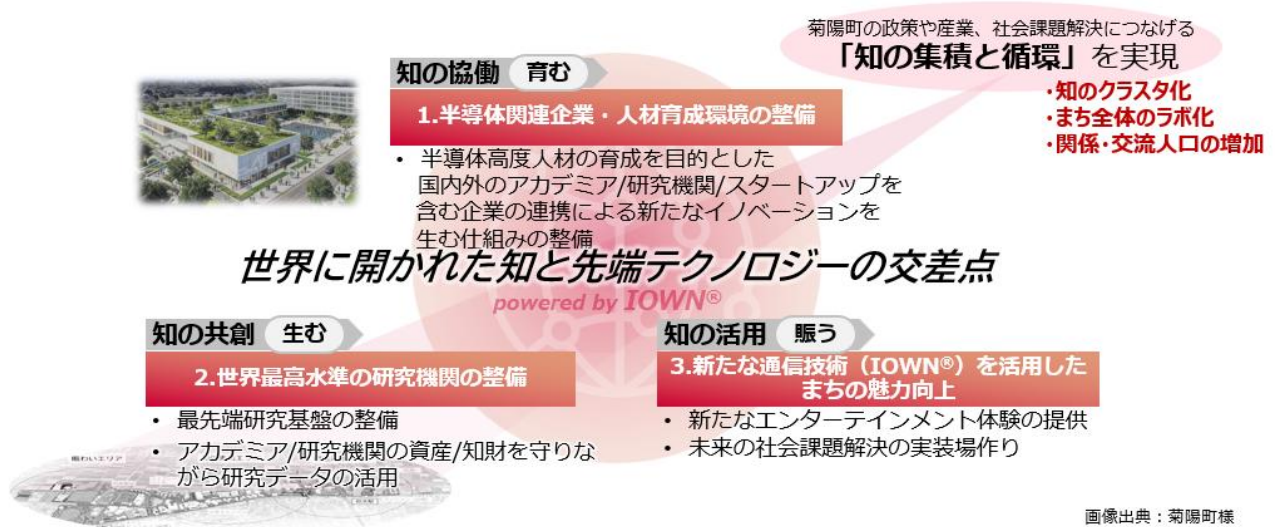 菊陽町の政策や産業、社会課題解決につなげる
「知の集積と循環」を実現
・知のクラスタ化
・まち全体のラボ化
・関係・交流人口の増加
知の協働 育む
1.半導体関連企業・人材育成環境の整備
• 半導体高度人材の育成を目的とした
国内外のアカデミア/研究機関/スタートアップを
含む企業の連携による新たなイノベーションを
生む仕組みの整備
世界に開かれた知と先端テクノロジーの交差点
powered by IOWN®
知の共創 生む
2.世界最高水準の研究機関の整備
• 最先端研究基盤の整備
• アカデミア/研究機関の資産/知財を守りな
がら研究データの活用
知の活用 賑う
3.新たな通信技術（IOWN®）を活用した
まちの魅力向上
• 新たなエンターテインメント体験の提供
• 未来の社会課題解決の実装場作り
賑わいエリア
画像出典：菊陽町様